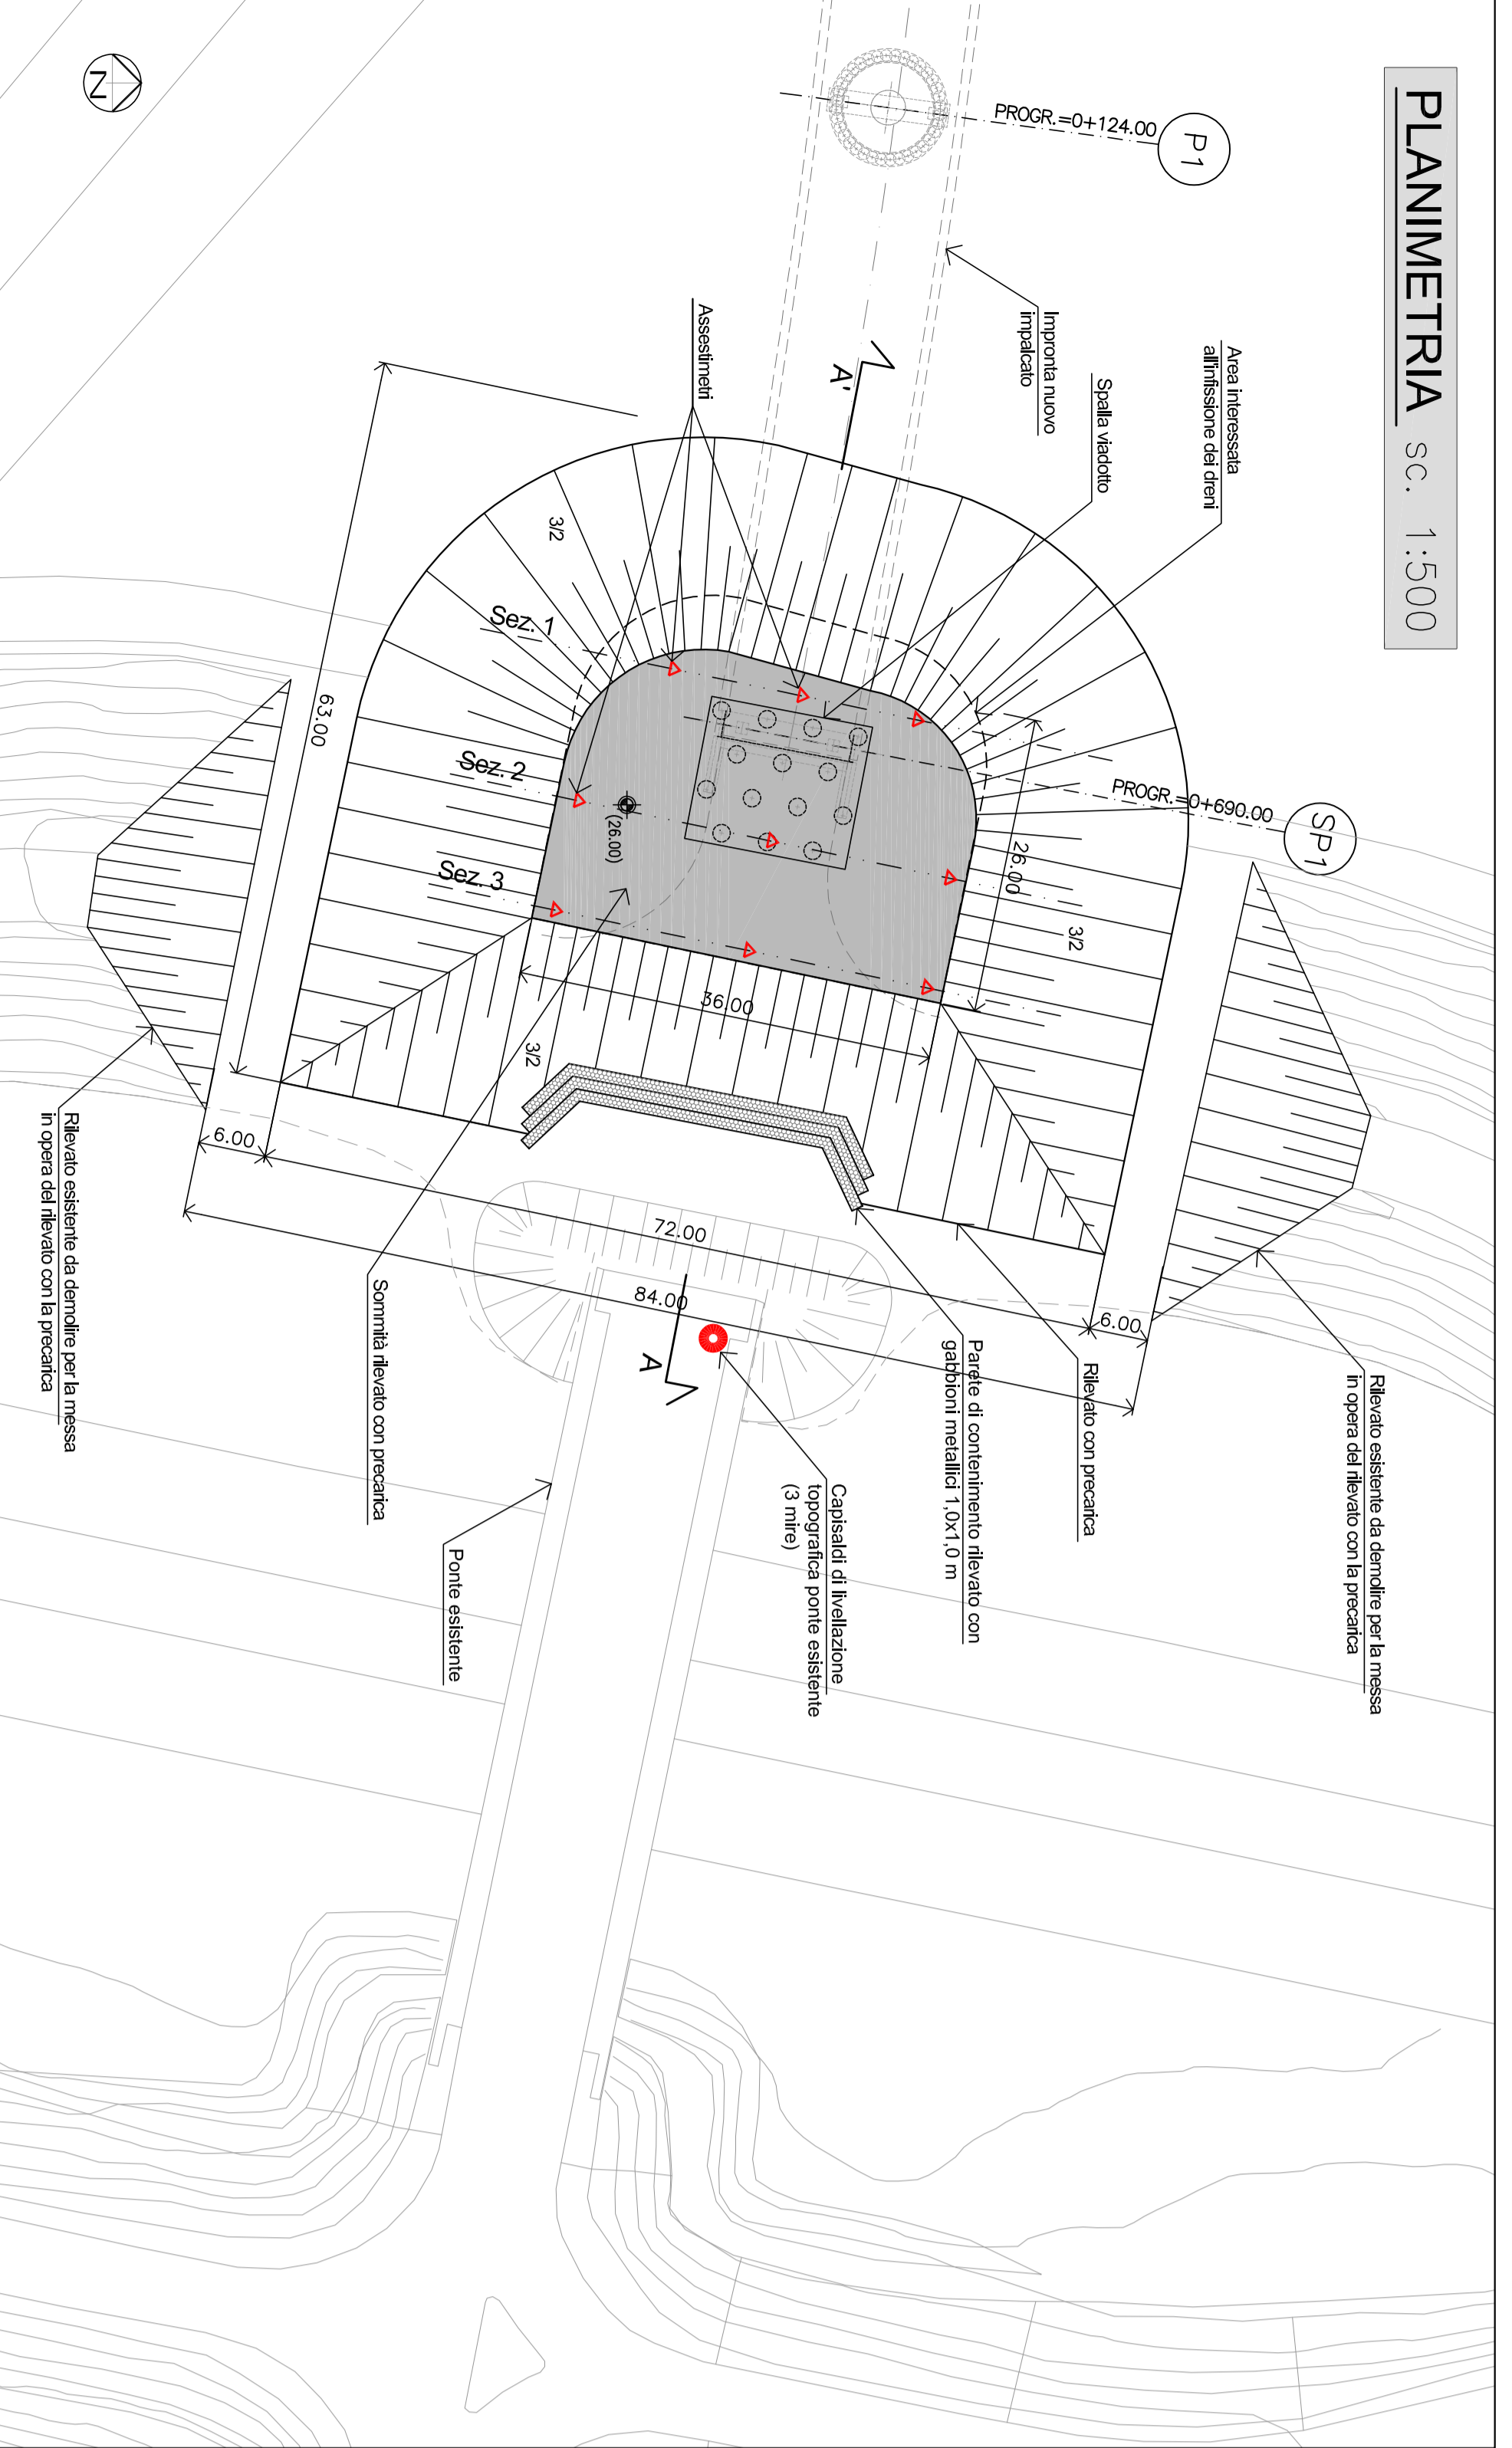 PLANIMETRIA sc. 1:500
N
P1
PROGR.=0+124.00
Impronta nuovo
impalcato
Area interessata
all'infissione dei dreni
Spalla viadotto
Assestimetri
A'
3/2
Sez. 1
Sez. 2
Sez. 3
63.00
(26.00)
PROGR.=0+690.00
SP1
26.00
3/2
36.00
3/2
6.00
72.00
84.00
6.00
A
Rilevato esistente da demolire per la messa
in opera del rilevato con la precarica
Rilevato con precarica
Parete di contenimento rilevato con
gabbioni metallici 1,0x1,0 m
Capisaldi di livellazione
topografica ponte esistente
(3 mire)
Ponte esistente
Sommità rilevato con precarica
Rilevato esistente da demolire per la messa
in opera del rilevato con la precarica